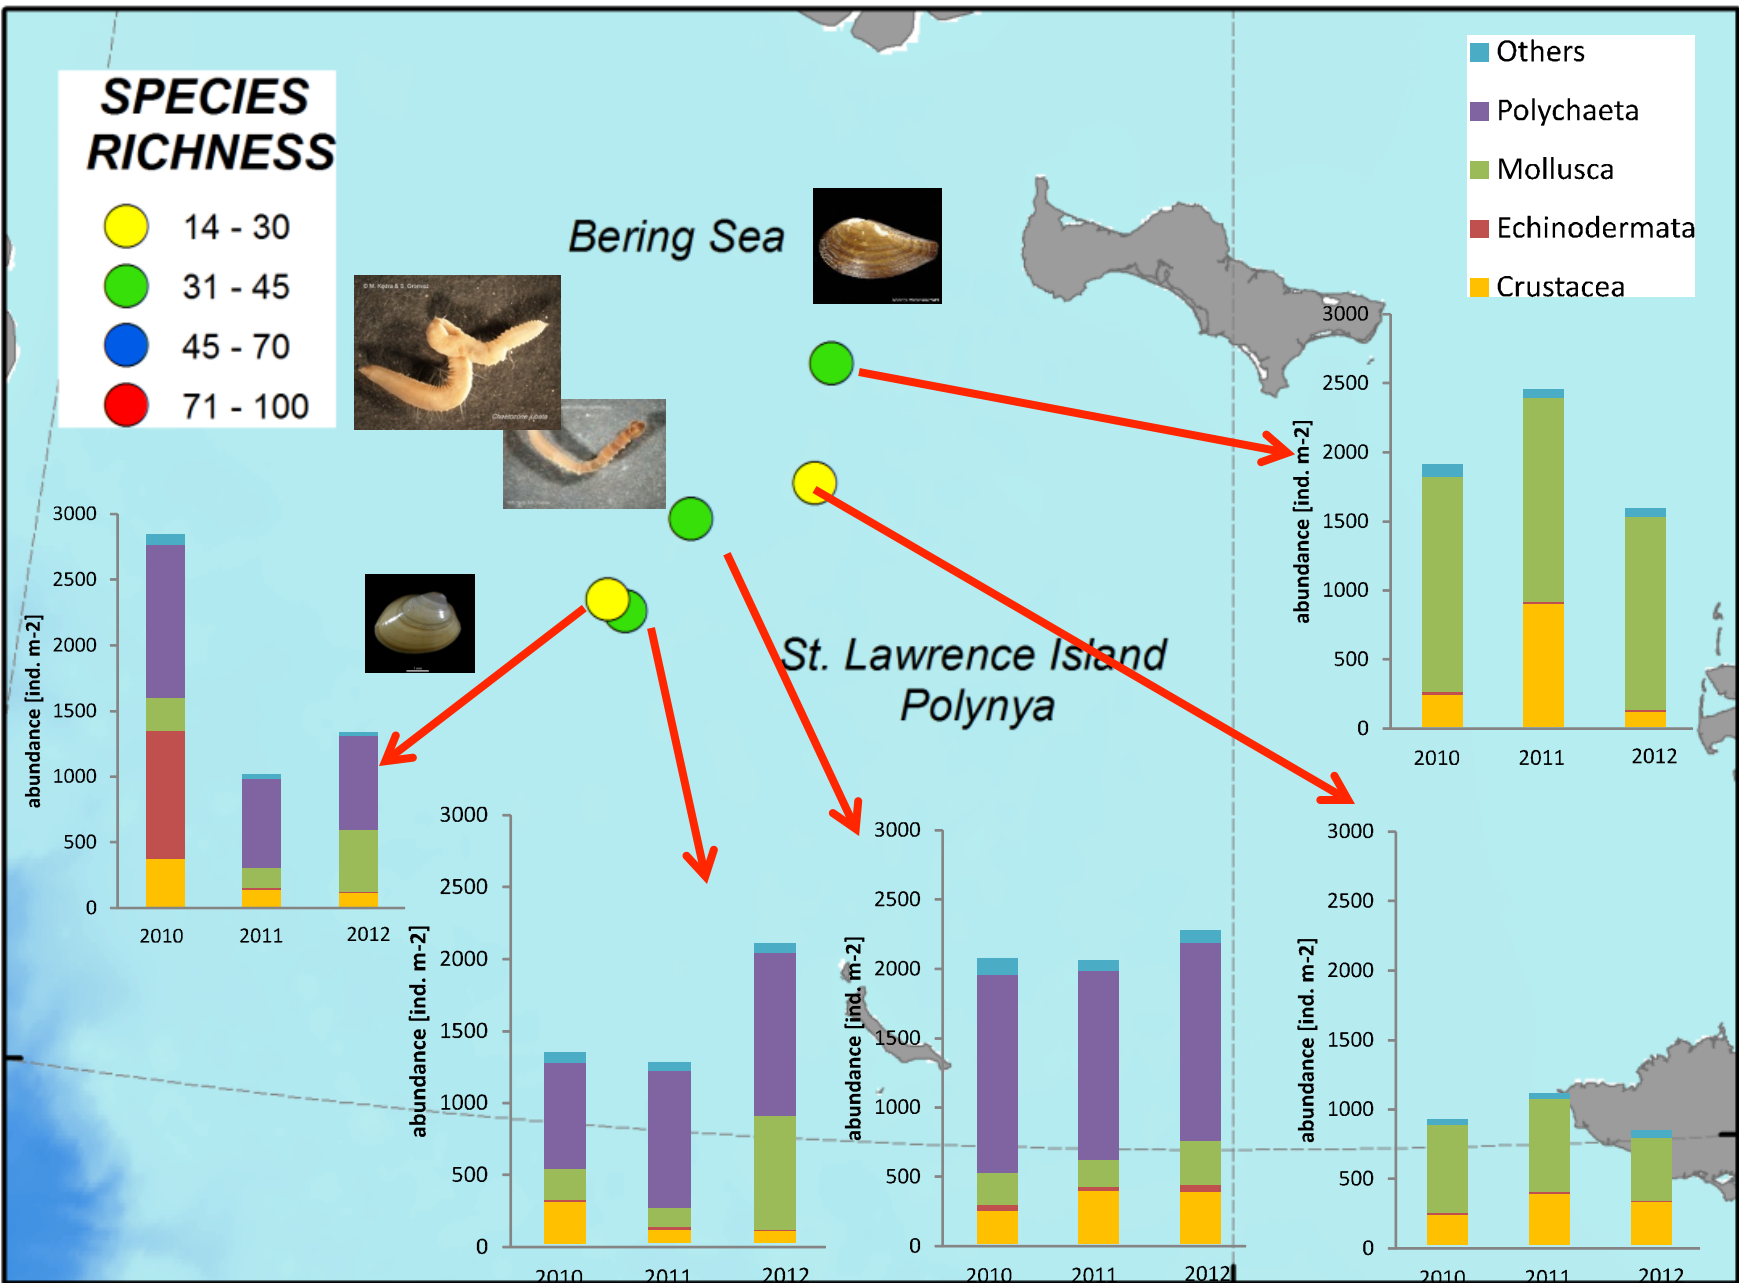 SPECIES
RICHNESS
14 - 30
31 - 45
45 - 70
71 - 100
Others
Polychaeta
Mollusca
Echinodermata
Crustacea
Bering Sea
St. Lawrence Island
Polynya
abundance [ind. m-2]
3000
2500
2000
1500
1000
500
0
2010
2011
2012
abundance [ind. m-2]
3000
2500
2000
1500
1000
500
0
2010
2011
2012
abundance [ind. m-2]
3000
2500
2000
1500
1000
500
0
2010
2011
2012
abundance [ind. m-2]
3000
2500
2000
1500
1000
500
0
2010
2011
2012
abundance [ind. m-2]
3000
2500
2000
1500
1000
500
0
2010
2011
2012